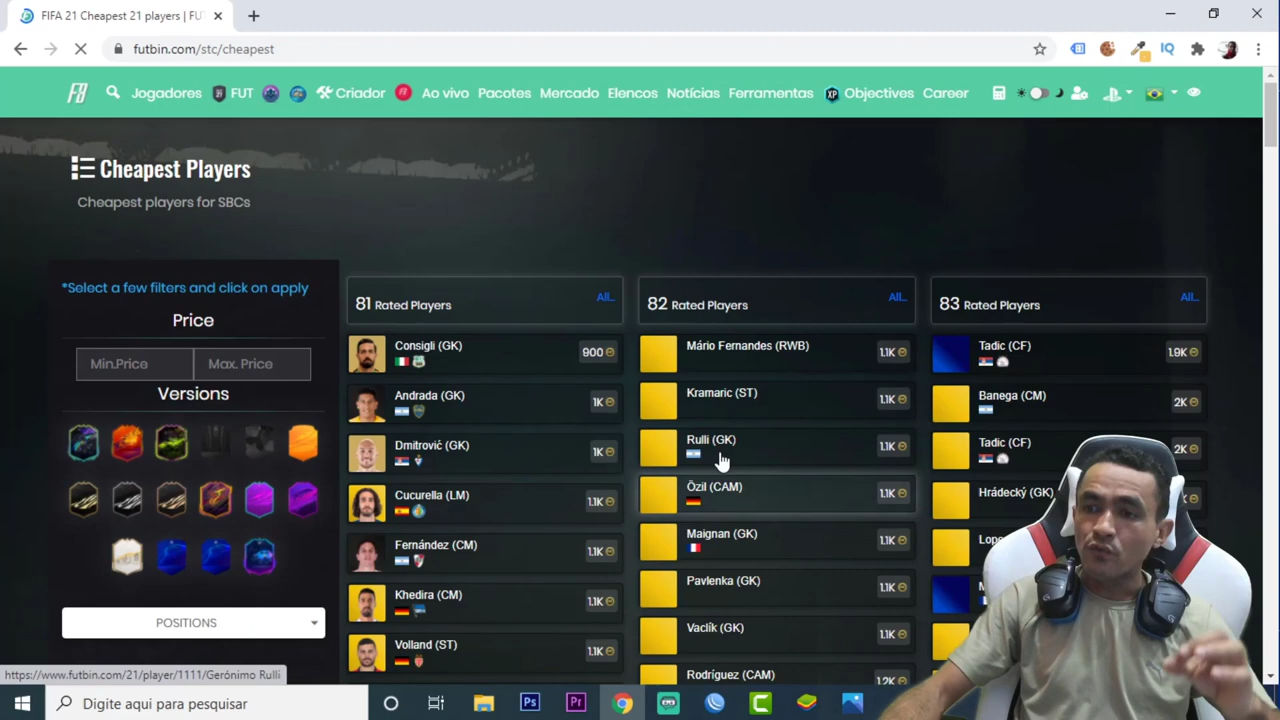 FIFA 21 Cheapest 21 players | FUT
futbin.com/stc/cheapest
IQ
F8 Jogadores FUT Criador Ao vivo Pacotes Mercado Elencos Notícias Ferramentas XP Objectives Career
Cheapest Players
Cheapest players for SBCs
*Select a few filters and click on apply
Price
Min.Price Max. Price
Versions
POSITIONS
81 Rated Players All..
Consigli (GK) 900
Andrada (GK) 1K
Dmitrović (GK) 1K
Cucurella (LM) 1.1K
Fernández (CM) 1.1K
Khedira (CM) 1.1K
Volland (ST) 1.1K
82 Rated Players All..
Mário Fernandes (RWB) 1.1K
Kramaric (ST) 1.1K
Rulli (GK) 1.1K
Özil (CAM) 1.1K
Maignan (GK) 1.1K
Pavlenka (GK) 1.1K
Vaclík (GK) 1.1K
Rodríguez (CAM) 1.2K
83 Rated Players All..
Tadic (CF) 1.9K
Banega (CM) 2K
Tadic (CF) 2K
Hrádecký (GK)
https://www.futbin.com/21/player/1111/Gerónimo Rulli
Digite aqui para pesquisar
Ps
Pr